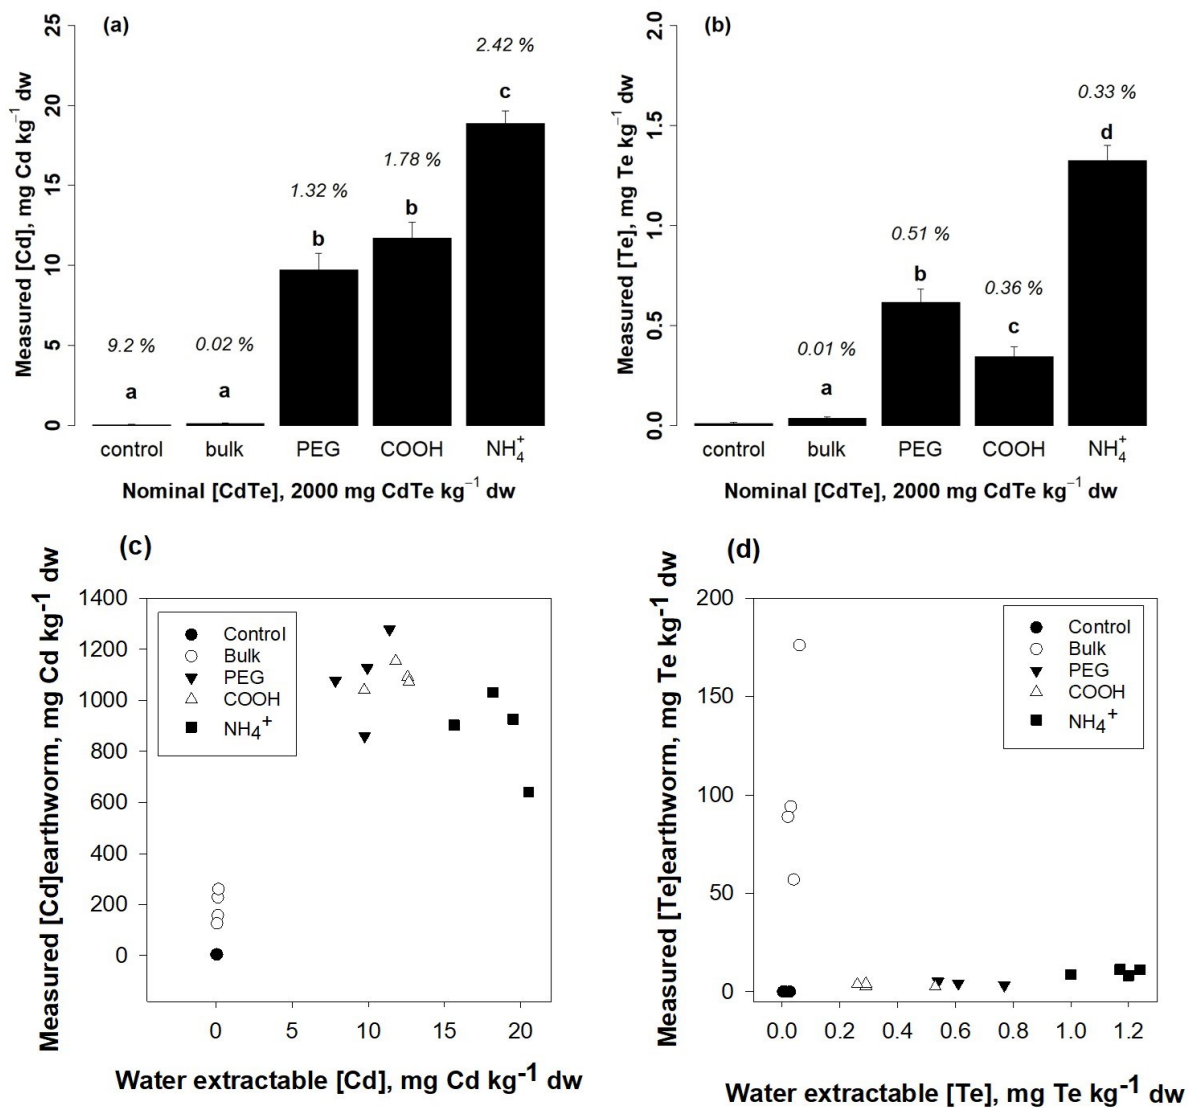 (a)
Measured [Cd], mg Cd kg⁻¹ dw
25
20
15
10
5
0
9.2 %
0.02 %
1.32 %
1.78 %
2.42 %
a
a
b
b
c
control
bulk
PEG
COOH
NH₄⁺
Nominal [CdTe], 2000 mg CdTe kg⁻¹ dw
(b)
Measured [Te], mg Te kg⁻¹ dw
2.0
1.5
1.0
0.5
0.0
0.01 %
0.51 %
0.36 %
0.33 %
a
b
c
d
control
bulk
PEG
COOH
NH₄⁺
Nominal [CdTe], 2000 mg CdTe kg⁻¹ dw
(c)
Measured [Cd]earthworm, mg Cd kg⁻¹ dw
1400
1200
1000
800
600
400
200
0
Control
Bulk
PEG
COOH
NH₄⁺
0
5
10
15
20
Water extractable [Cd], mg Cd kg⁻¹ dw
(d)
Measured [Te]earthworm, mg Te kg⁻¹ dw
200
150
100
50
0
Control
Bulk
PEG
COOH
NH₄⁺
0.0
0.2
0.4
0.6
0.8
1.0
1.2
Water extractable [Te], mg Te kg⁻¹ dw